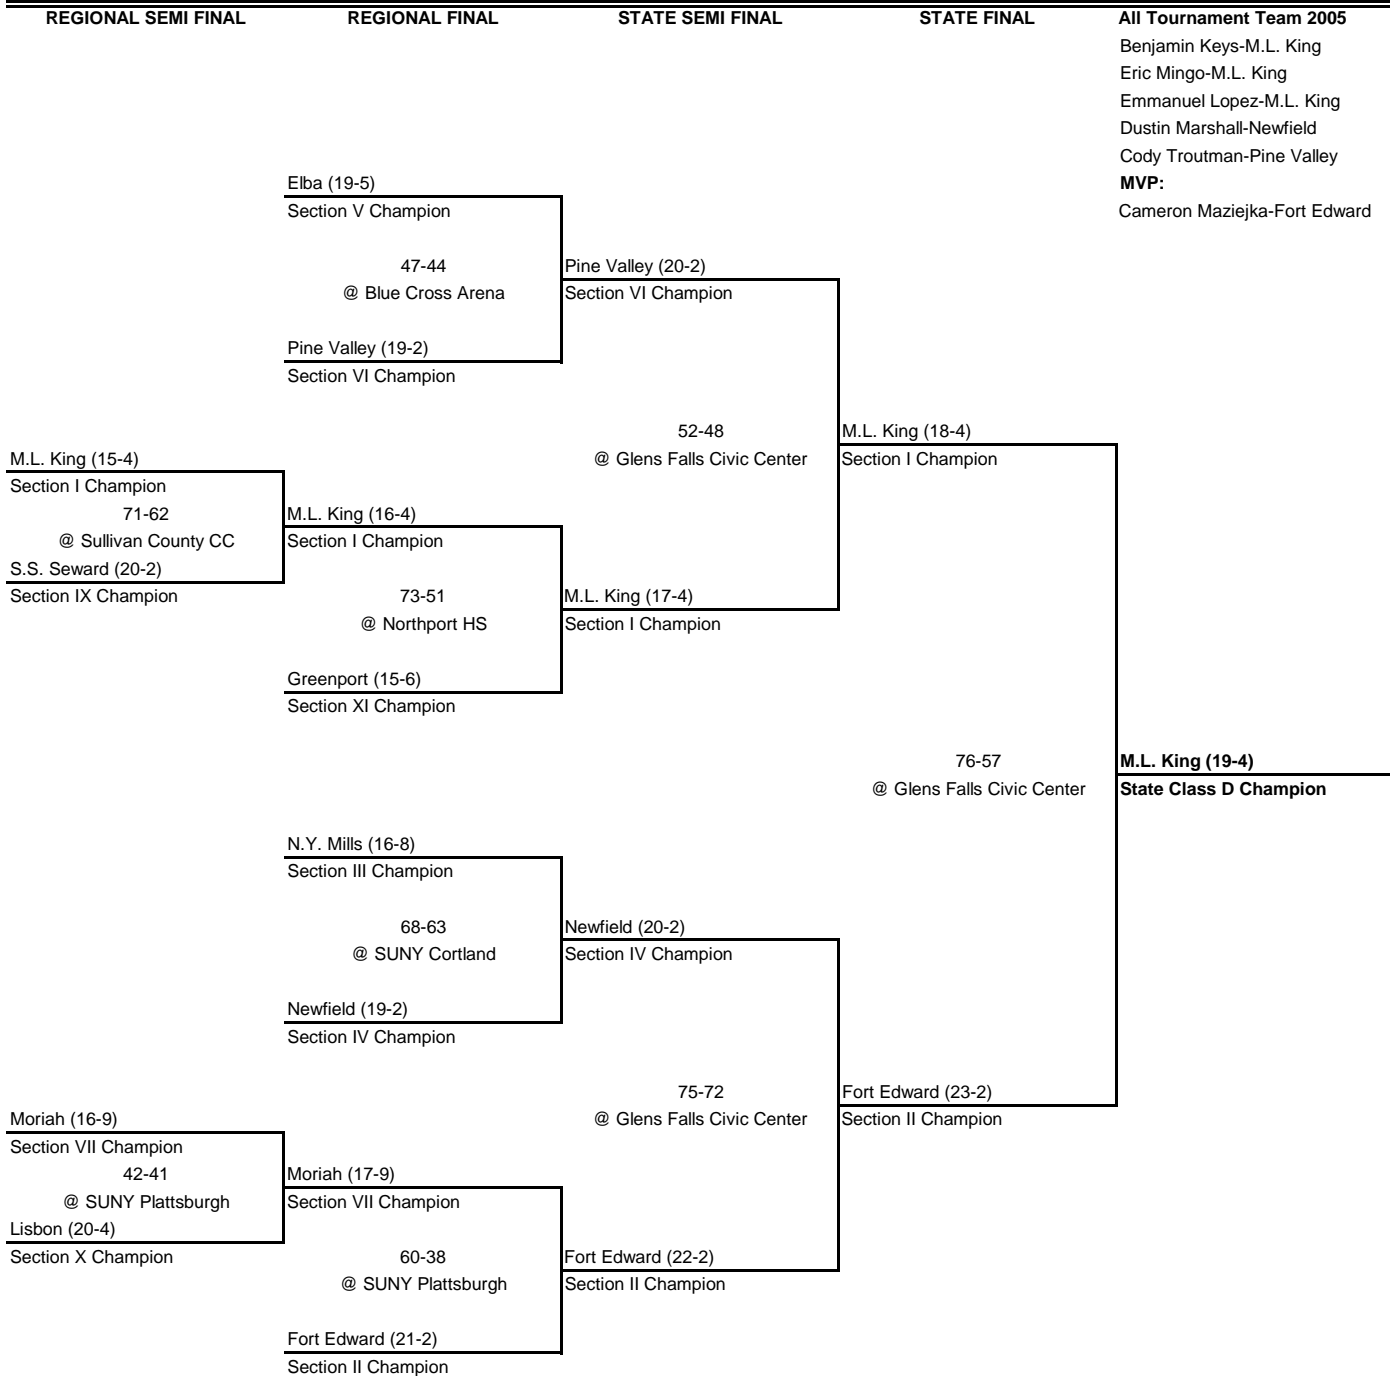 REGIONAL SEMI FINAL
REGIONAL FINAL
STATE SEMI FINAL
STATE FINAL
All Tournament Team 2005
Benjamin Keys-M.L. King
Eric Mingo-M.L. King
Emmanuel Lopez-M.L. King
Dustin Marshall-Newfield
Cody Troutman-Pine Valley
MVP:
Cameron Maziejka-Fort Edward
Elba (19-5)
Section V Champion
47-44
@ Blue Cross Arena
Pine Valley (20-2)
Section VI Champion
Pine Valley (19-2)
Section VI Champion
52-48
@ Glens Falls Civic Center
M.L. King (18-4)
Section I Champion
M.L. King (15-4)
Section I Champion
71-62
@ Sullivan County CC
M.L. King (16-4)
Section I Champion
S.S. Seward (20-2)
Section IX Champion
73-51
@ Northport HS
M.L. King (17-4)
Section I Champion
Greenport (15-6)
Section XI Champion
76-57
@ Glens Falls Civic Center
M.L. King (19-4)
State Class D Champion
N.Y. Mills (16-8)
Section III Champion
68-63
@ SUNY Cortland
Newfield (20-2)
Section IV Champion
Newfield (19-2)
Section IV Champion
75-72
@ Glens Falls Civic Center
Fort Edward (23-2)
Section II Champion
Moriah (16-9)
Section VII Champion
42-41
@ SUNY Plattsburgh
Moriah (17-9)
Section VII Champion
Lisbon (20-4)
Section X Champion
60-38
@ SUNY Plattsburgh
Fort Edward (22-2)
Section II Champion
Fort Edward (21-2)
Section II Champion